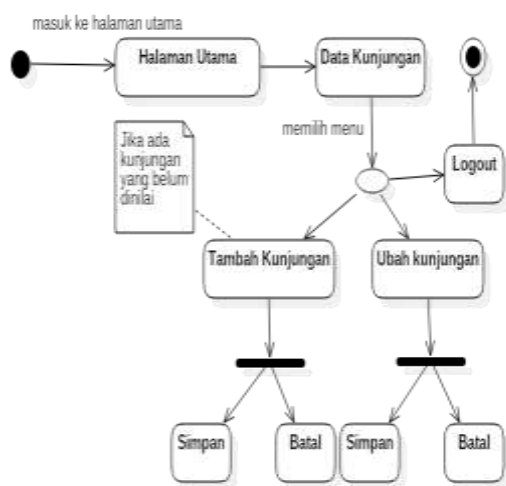 masuk ke halaman utama
Halaman Utama
Data Kunjungan
memilih menu
Jika ada
kunjungan
yang belum
dinilai
Logout
Tambah Kunjungan
Ubah kunjungan
Simpan
Batal
Simpan
Batal